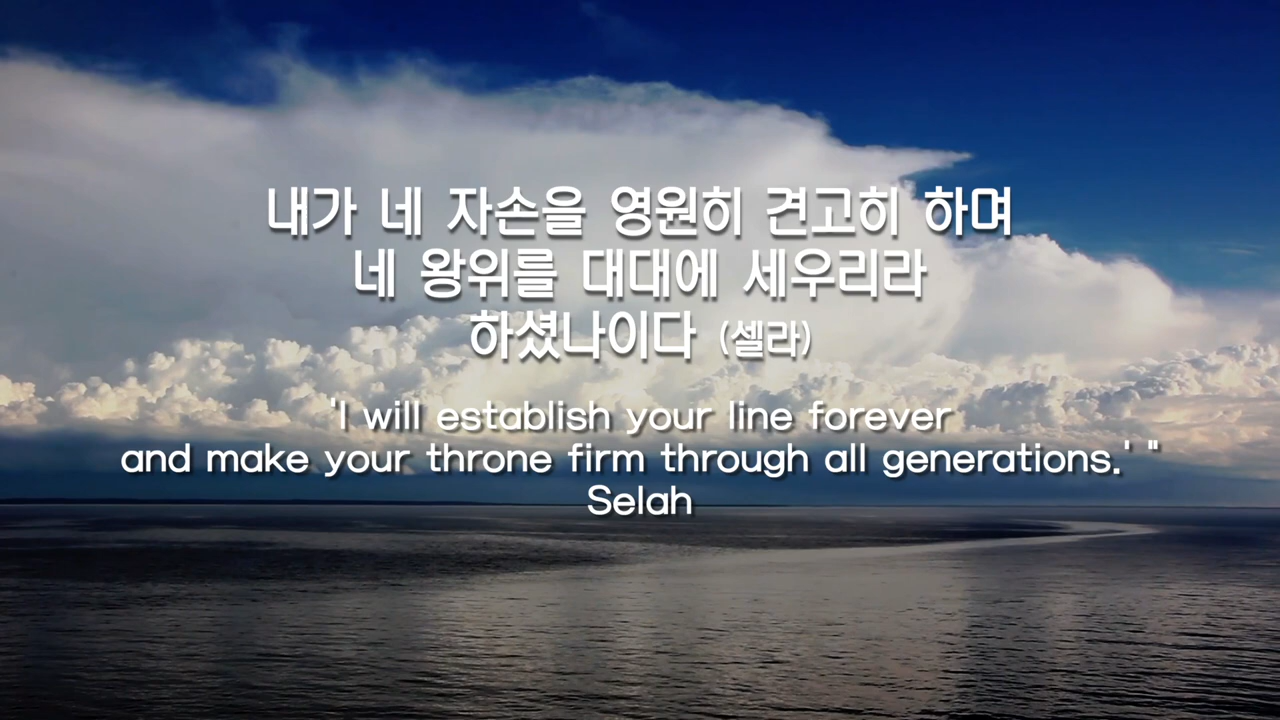 내가 네 자손을 영원히 견고히 하며
네 왕위를 대대에 세우리라
하셨나이다 (셀라)
'I will establish your line forever
and make your throne firm through all generations.' "
Selah